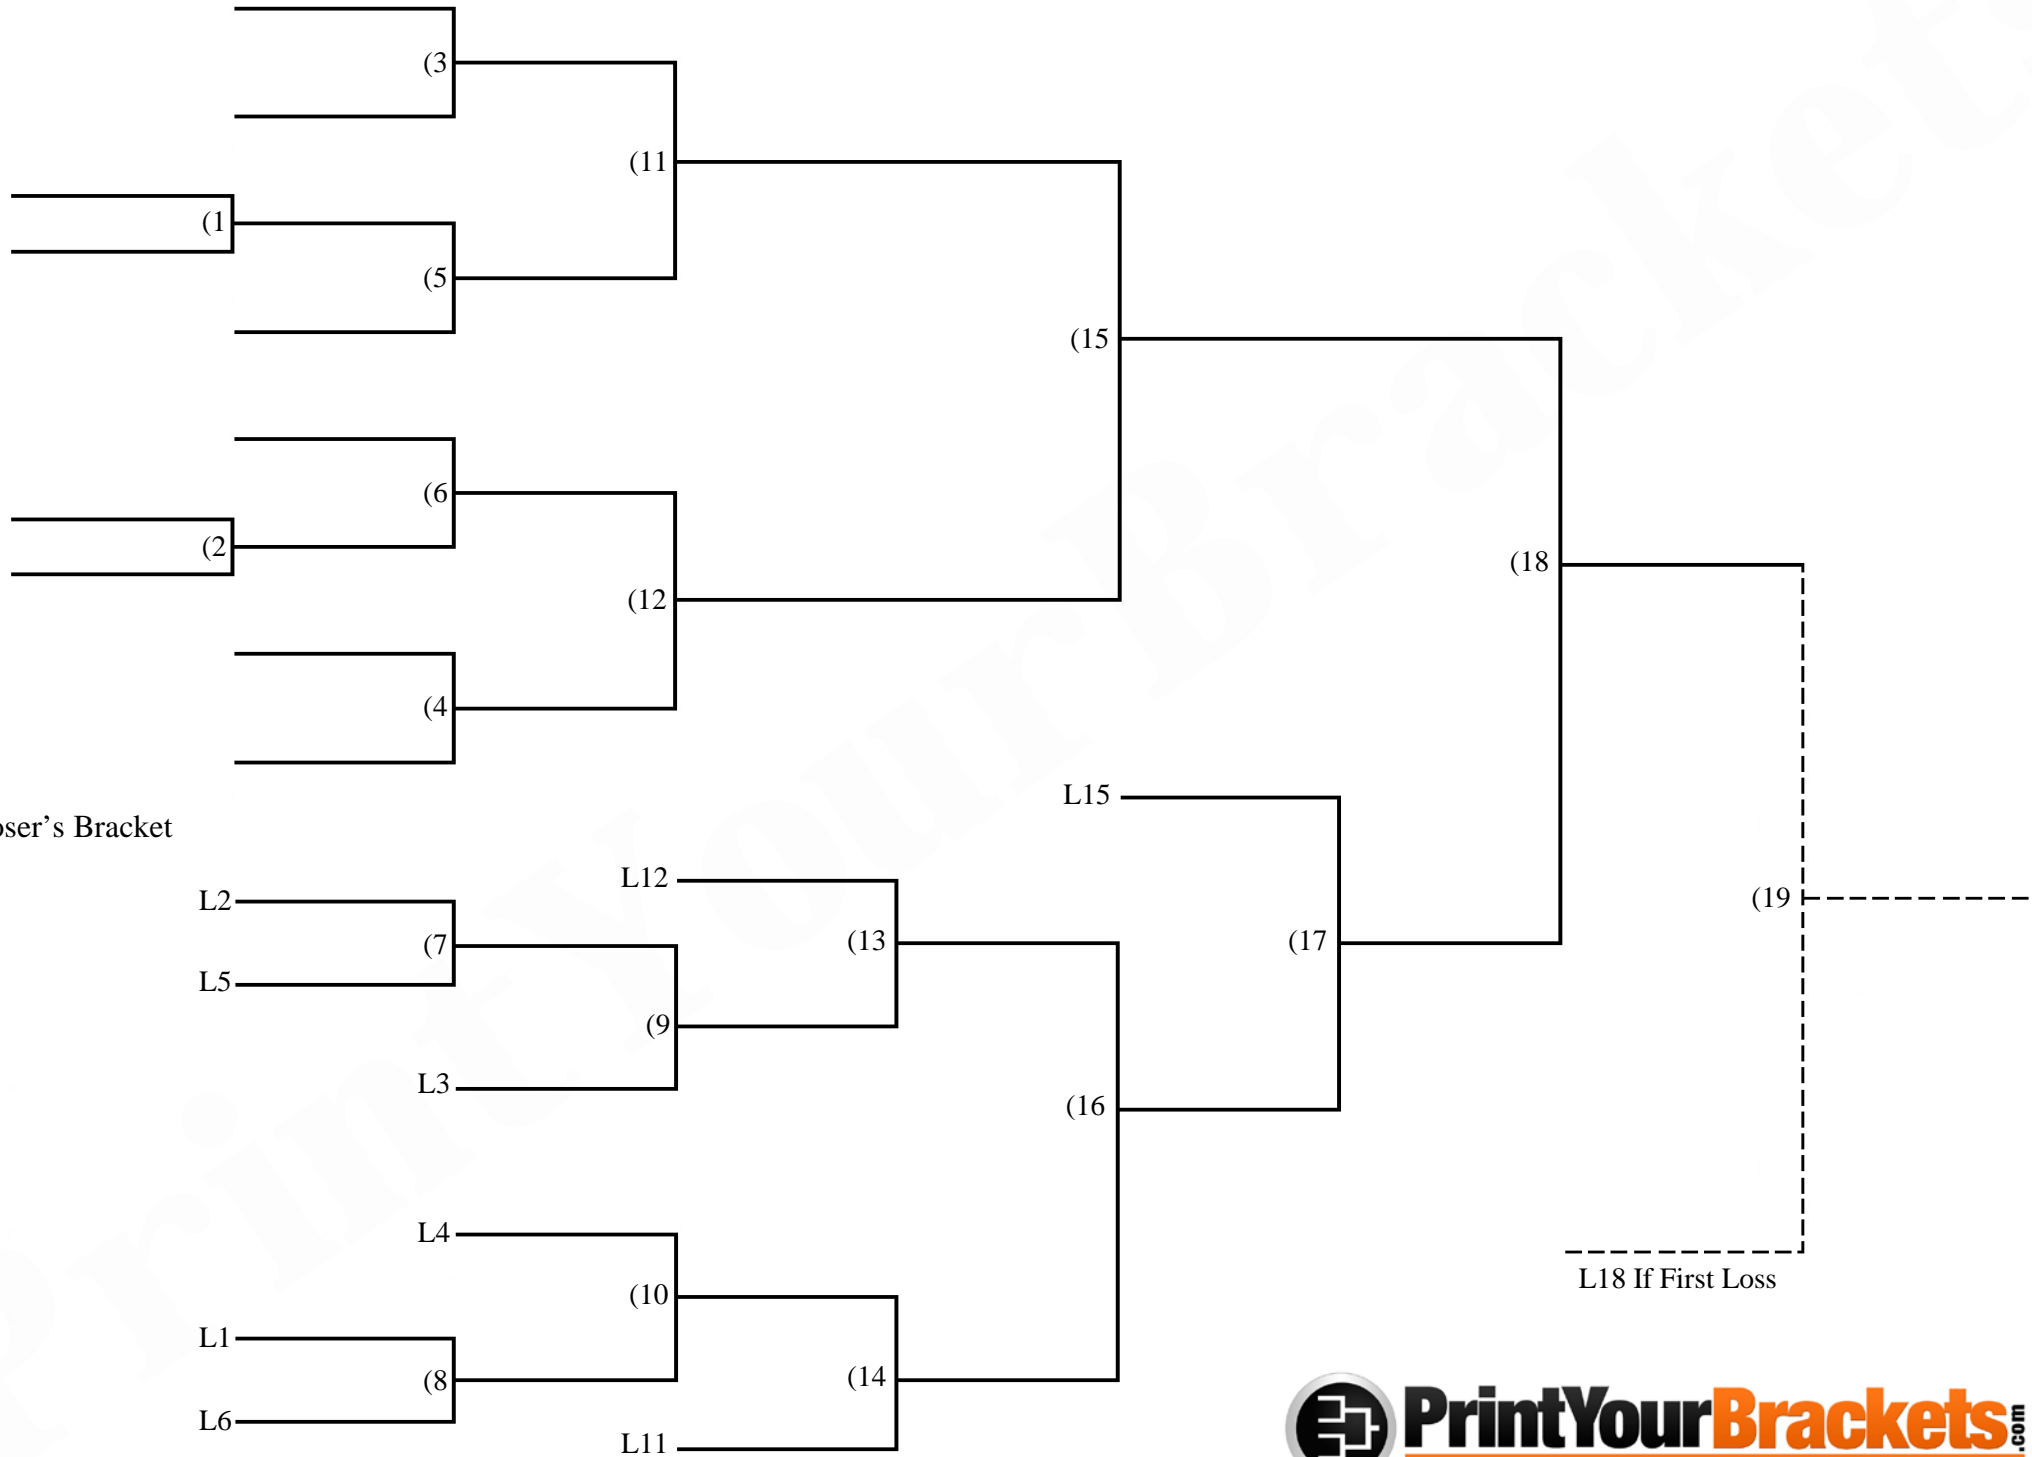 (3
(11
(1
(5
(15
(6
(18
(2
(12
(4
L15
oser's Bracket
L12
L2
(19
(13
(17
(7
L5
(9
L3
(16
L4
L18 If First Loss
(10
L1
(14
(8
L6
L11
PrintYourBrackets.com
PrintYourBrackets